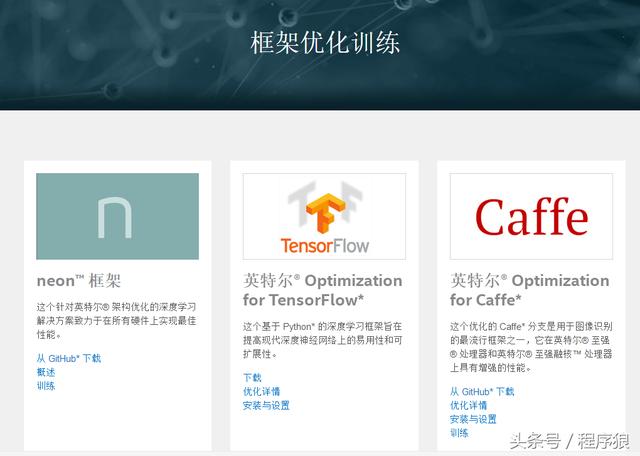 框架优化训练
n
neon™ 框架
这个针对英特尔® 架构优化的深度学习
解决方案致力于在所有硬件上实现最佳
性能。
从 GitHub* 下载
概述
训练
TensorFlow
英特尔® Optimization
for TensorFlow*
这个基于 Python* 的深度学习框架旨在
提高现代深度神经网络上的易用性和可
扩展性。
下载
优化详情
安装与设置
Caffe
英特尔® Optimization
for Caffe*
这个优化的 Caffe* 分支是用于图像识别
的最流行框架之一，它在英特尔® 至强
® 处理器和英特尔® 至强融核™ 处理器
上具有增强的性能。
从 GitHub* 下载
优化详情
安装与设置
训练
头条号 / 程序狼